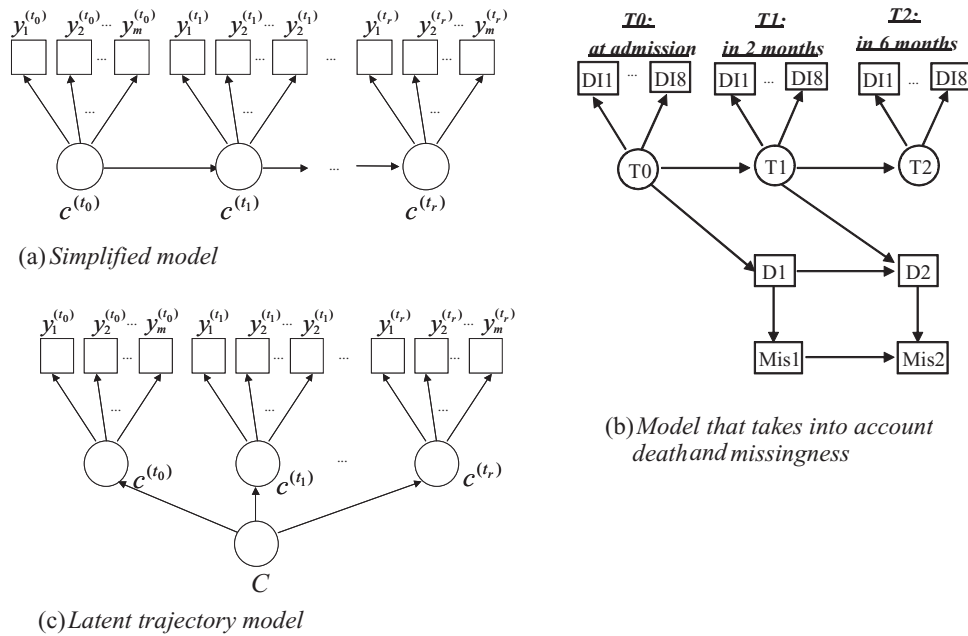 y₁⁽ᵗ⁰⁾ y₂⁽ᵗ⁰⁾... yₘ⁽ᵗ⁰⁾ y₁⁽ᵗ¹⁾ y₂⁽ᵗ¹⁾... y₂⁽ᵗ¹⁾ y₁⁽ᵗʳ⁾ y₂⁽ᵗʳ⁾... yₘ⁽ᵗʳ⁾
... ... ... ...
... ... ...
...
c⁽ᵗ⁰⁾ c⁽ᵗ¹⁾ c⁽ᵗʳ⁾
(a) Simplified model
T0: T1: T2:
at admission in 2 months in 6 months
DI1 ... DI8 DI1 ... DI8 DI1 ... DI8
T0 T1 T2
D1 D2
Mis1 Mis2
(b) Model that takes into account
death and missingness
y₁⁽ᵗ⁰⁾ y₂⁽ᵗ⁰⁾... yₘ⁽ᵗ⁰⁾ y₁⁽ᵗ¹⁾ y₂⁽ᵗ¹⁾... y₂⁽ᵗ¹⁾ y₁⁽ᵗʳ⁾ y₂⁽ᵗʳ⁾... yₘ⁽ᵗʳ⁾
... ... ... ...
... ... ...
...
c⁽ᵗ⁰⁾ c⁽ᵗ¹⁾ c⁽ᵗʳ⁾
C
(c) Latent trajectory model